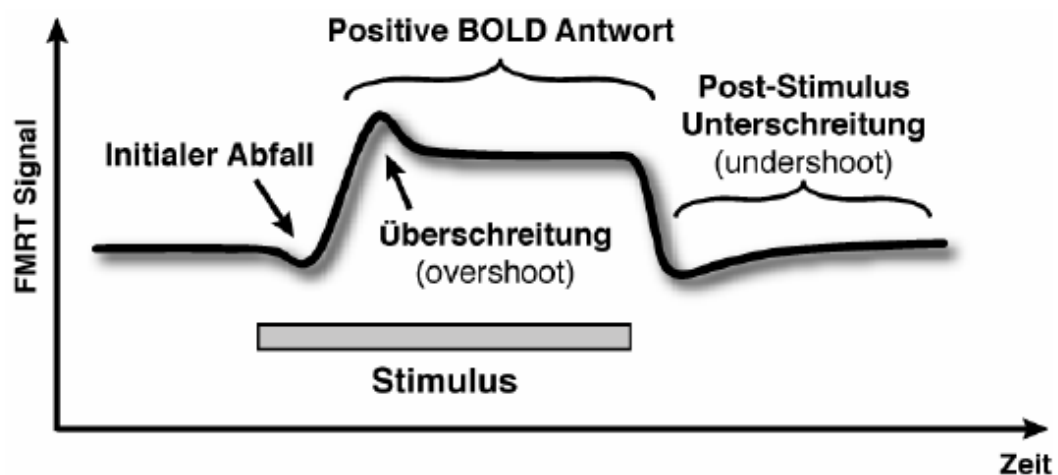 Positive BOLD Antwort
Post-Stimulus
Unterschreitung
(undershoot)
Initialer Abfall
Überschreitung
(overshoot)
FMRT Signal
Stimulus
Zeit